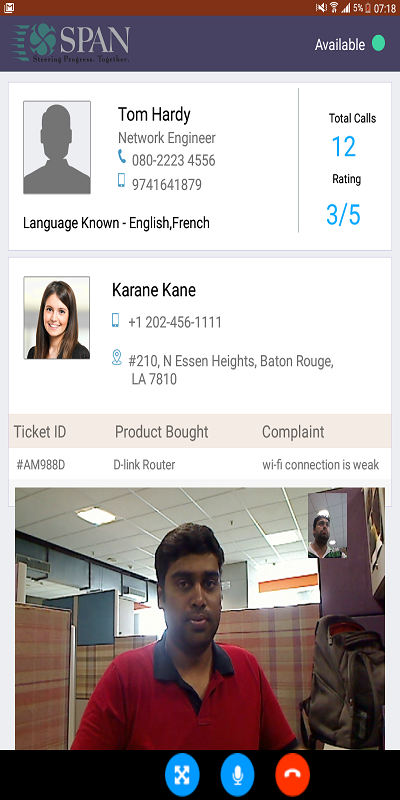 5% 07:18
SPAN
Steering Progress. Together.
Available
Tom Hardy
Network Engineer
080-2223 4556
9741641879
Language Known - English,French
Total Calls
12
Rating
3/5
Karane Kane
+1 202-456-1111
#210, N Essen Heights, Baton Rouge,
LA 7810
Ticket ID Product Bought Complaint
#AM988D D-link Router wi-fi connection is weak